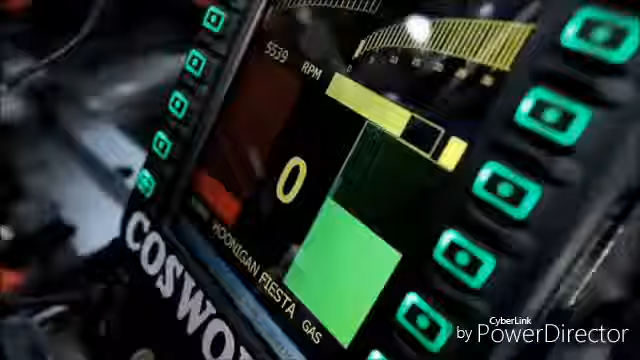 5539 RPM
0
HOONIGAN FIESTA GAS
COSWO
CyberLink
by PowerDirector